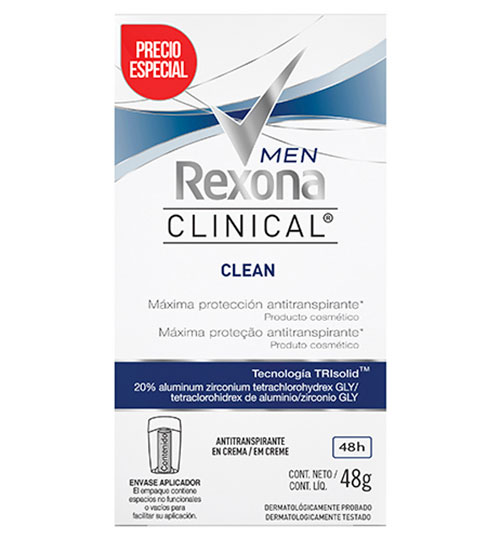 PRECIO
ESPECIAL
MEN
Rexona
CLINICAL®
CLEAN
Máxima protección antitranspirante*
Producto cosmético
Máxima proteção antitranspirante*
Produto cosmético
Tecnología TRIsolid™
20% aluminum zirconium tetrachlorohydrex GLY/
tetraclorohidrex de aluminio/zirconio GLY
Contenido
ANTITRANSPIRANTE
EN CREMA / EM CREME
48h
ENVASE APLICADOR
El empaque contiene
espacios no funcionales
o vacíos para
facilitar su aplicación.
CONT. NETO /
CONT. LÍQ.
48g
DERMATOLÓGICAMENTE PROBADO
DERMATOLOGICAMENTE TESTADO